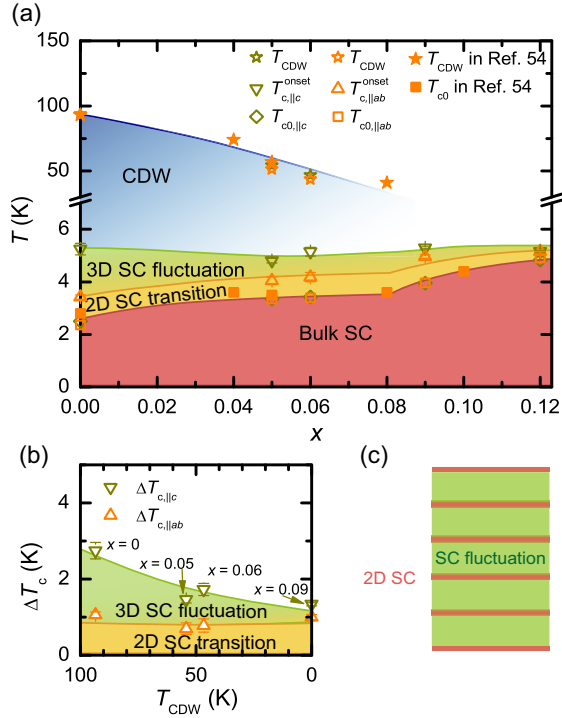 (a)
150
100
50
6
4
2
0
T (K)
T_CDW
T_CDW
T_CDW in Ref. 54
T^onset_c,||c
T^onset_c,||ab
T_c0 in Ref. 54
T_c0,||c
T_c0,||ab
CDW
3D SC fluctuation
2D SC transition
Bulk SC
0.00 0.02 0.04 0.06 0.08 0.10 0.12
x
(b)
4
2
0
ΔT_c (K)
ΔT_c,||c
ΔT_c,||ab
x=0
x=0.05
x=0.06
x=0.09
3D SC fluctuation
2D SC transition
100 50 0
T_CDW (K)
(c)
2D SC
SC fluctuation